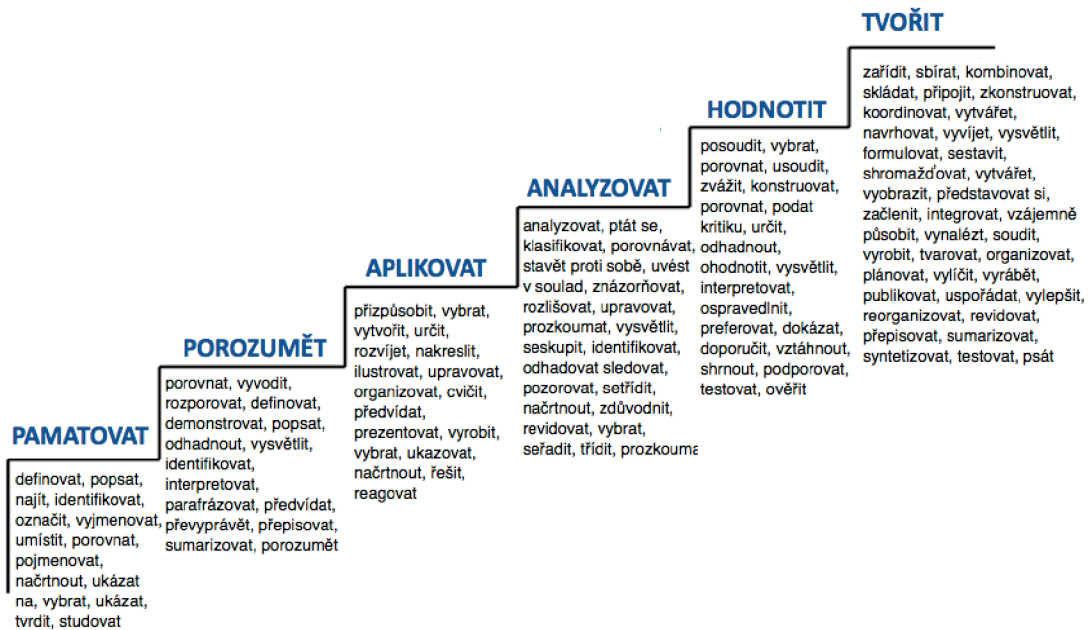 PAMATOVAT
definovat, popsat,
najít, identifikovat,
označit, vyjmenovat,
umístit, porovnat,
pojmenovat,
načrtnout, ukázat
na, vybrat, ukázat,
tvrdit, studovat
POROZUMĚT
porovnat, vyvodit,
rozporovat, definovat,
demonstrovat, popsat,
odhadnout, vysvětlit,
identifikovat,
interpretovat,
parafrázovat, předvídat,
převyprávět, přepisovat,
sumarizovat, porozumět
APLIKOVAT
přizpůsobit, vybrat,
vytvořit, určit,
rozvíjet, nakreslit,
ilustrovat, upravovat,
organizovat, cvičit,
předvídat,
prezentovat, vyrobit,
vybrat, ukazovat,
načrtnout, řešit,
reagovat
ANALYZOVAT
analyzovat, ptát se,
klasifikovat, porovnávat,
stavět proti sobě, uvést
v soulad, znázorňovat,
rozlišovat, upravovat,
prozkoumat, vysvětlit,
seskupit, identifikovat,
odhadovat sledovat,
pozorovat, setřídit,
načrtnout, zdůvodnit,
revidovat, vybrat,
seřadit, třídit, prozkouma
HODNOTIT
posoudit, vybrat,
porovnat, usoudit,
zvážit, konstruovat,
porovnat, podat
kritiku, určit,
odhadnout,
ohodnotit, vysvětlit,
interpretovat,
ospravedlnit,
preferovat, dokázat,
doporučit, vztáhnout,
shrnout, podporovat,
testovat, ověřit
TVOŘIT
zařídit, sbírat, kombinovat,
skládat, připojit, zkonstruovat,
koordinovat, vytvářet,
navrhovat, vyvíjet, vysvětlit,
formulovat, sestavit,
shromažďovat, vytvářet,
vyobrazit, představovat si,
začlenit, integrovat, vzájemně
působit, vynalézt, soudit,
vyrobit, tvarovat, organizovat,
plánovat, vylíčit, vyrábět,
publikovat, uspořádat, vylepšit,
reorganizovat, revidovat,
přepisovat, sumarizovat,
syntetizovat, testovat, psát